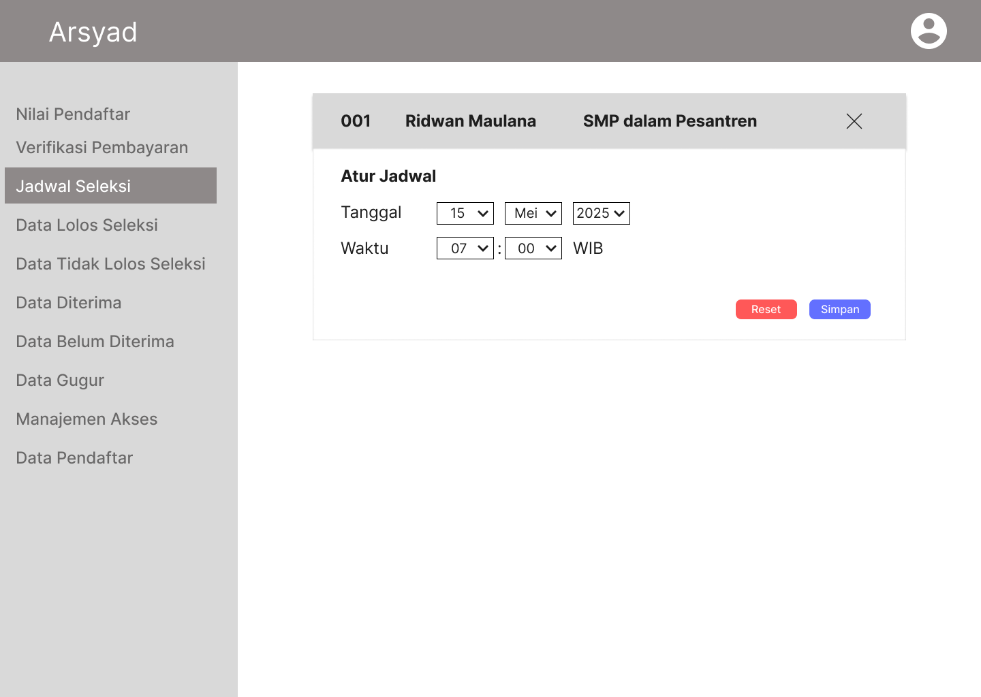 Arsyad
Nilai Pendaftar
Verifikasi Pembayaran
Jadwal Seleksi
Data Lolos Seleksi
Data Tidak Lolos Seleksi
Data Diterima
Data Belum Diterima
Data Gugur
Manajemen Akses
Data Pendaftar
001 Ridwan Maulana SMP dalam Pesantren
Atur Jadwal
Tanggal 15 Mei 2025
Waktu 07 : 00 WIB
Reset Simpan